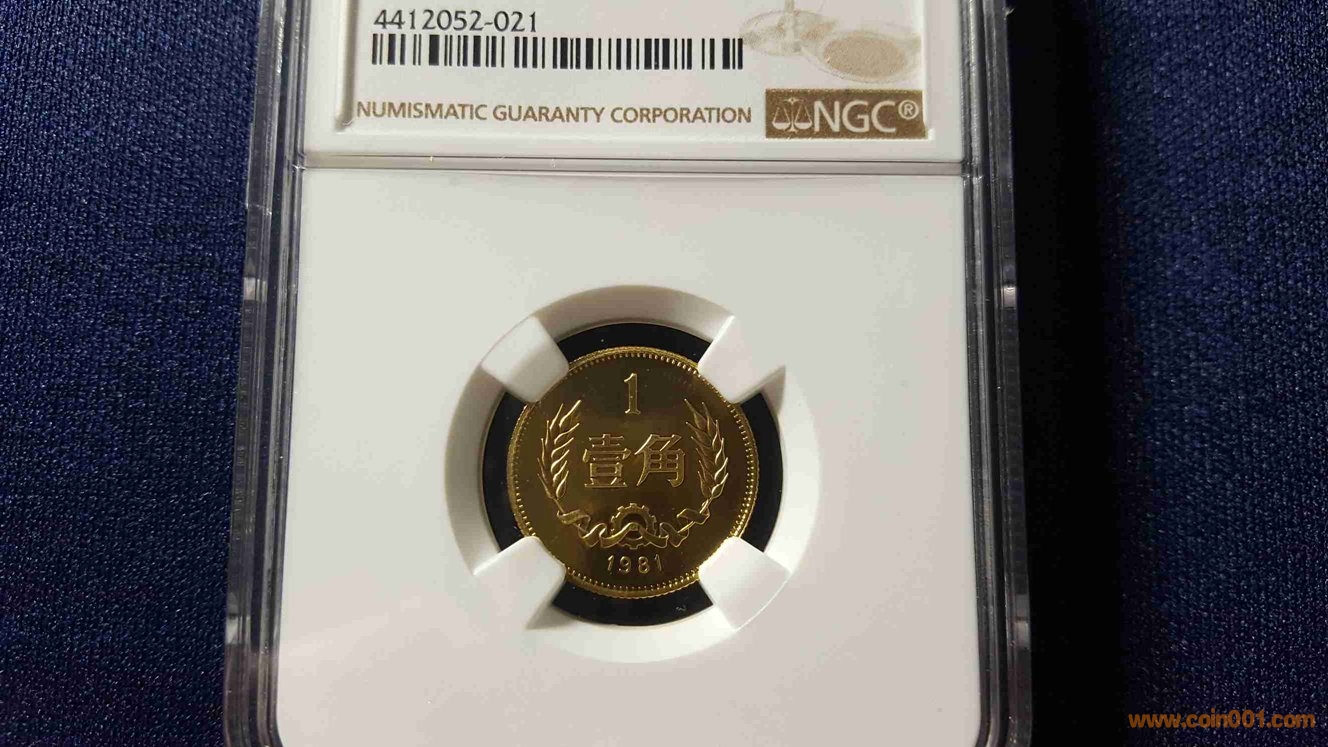 4412052-021
NUMISMATIC GUARANTY CORPORATION
NGC®
1
壹角
1981
www.coin001.com